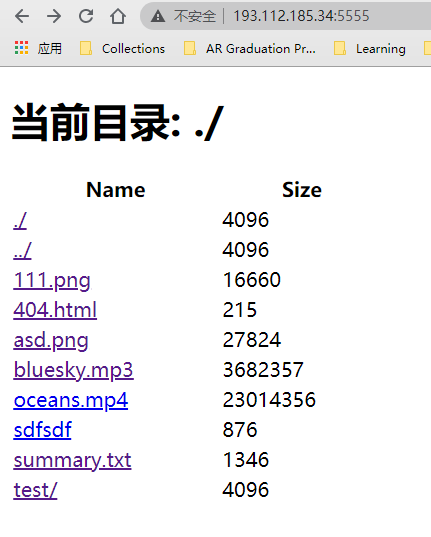 不安全 | 193.112.185.34:5555
应用 Collections AR Graduation Pr... Learning
当前目录: ./
Name Size
./ 4096
../ 4096
111.png 16660
404.html 215
asd.png 27824
bluesky.mp3 3682357
oceans.mp4 23014356
sdfsdf 876
summary.txt 1346
test/ 4096